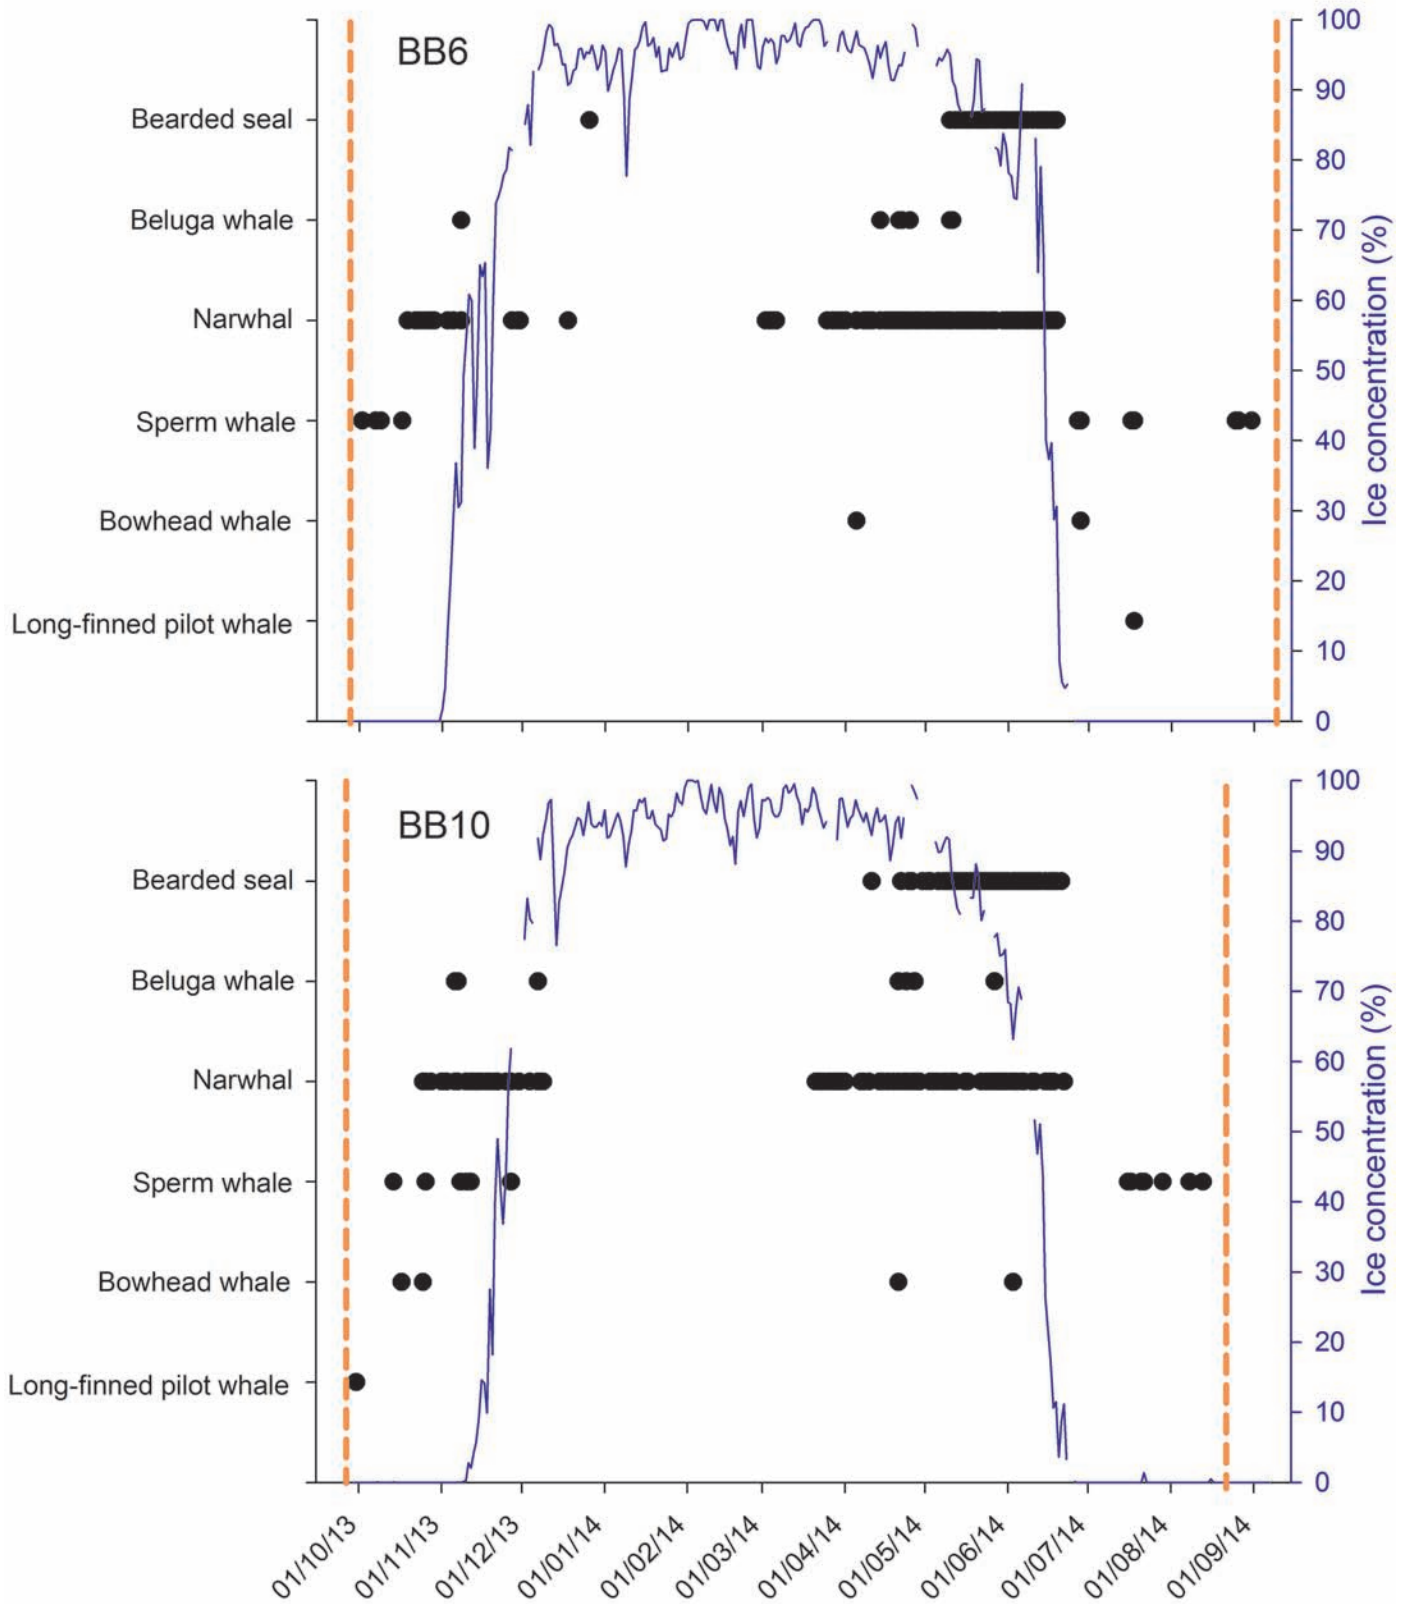 BB6
100
90
80
70
60
50
40
30
20
10
0
Bearded seal
Beluga whale
Narwhal
Sperm whale
Bowhead whale
Long-finned pilot whale
Ice concentration (%)
BB10
100
90
80
70
60
50
40
30
20
10
0
Bearded seal
Beluga whale
Narwhal
Sperm whale
Bowhead whale
Long-finned pilot whale
Ice concentration (%)
01/10/13
01/11/13
01/12/13
01/01/14
01/02/14
01/03/14
01/04/14
01/05/14
01/06/14
01/07/14
01/08/14
01/09/14